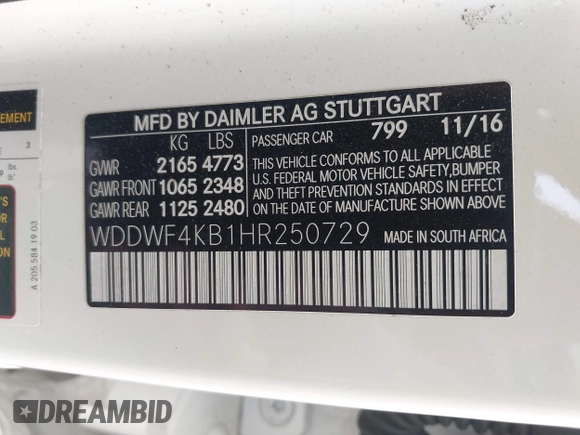 EMENT
3
lbs.
A 205 584 19 03
MFD BY DAIMLER AG STUTTGART
KG LBS PASSENGER CAR 799 11/16
GVWR 2165 4773
GAWR FRONT 1065 2348
GAWR REAR 1125 2480
THIS VEHICLE CONFORMS TO ALL APPLICABLE
U.S. FEDERAL MOTOR VEHICLE SAFETY,BUMPER
AND THEFT PREVENTION STANDARDS IN EFFECT
ON THE DATE OF MANUFACTURE SHOWN ABOVE
WDDWF4KB1HR250729 MADE IN SOUTH AFRICA
DREAMBID